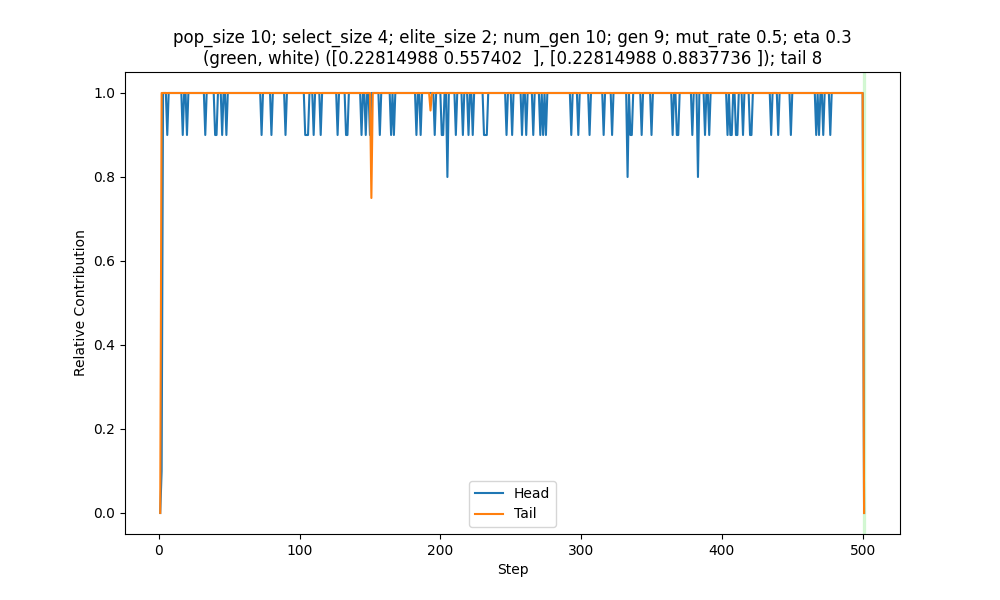 pop_size 10; select_size 4; elite_size 2; num_gen 10; gen 9; mut_rate 0.5; eta 0.3
(green, white) ([0.22814988 0.557402  ], [0.22814988 0.8837736 ]); tail 8
1.0
0.8
0.6
0.4
0.2
0.0
Relative Contribution
Head
Tail
0
100
200
300
400
500
Step